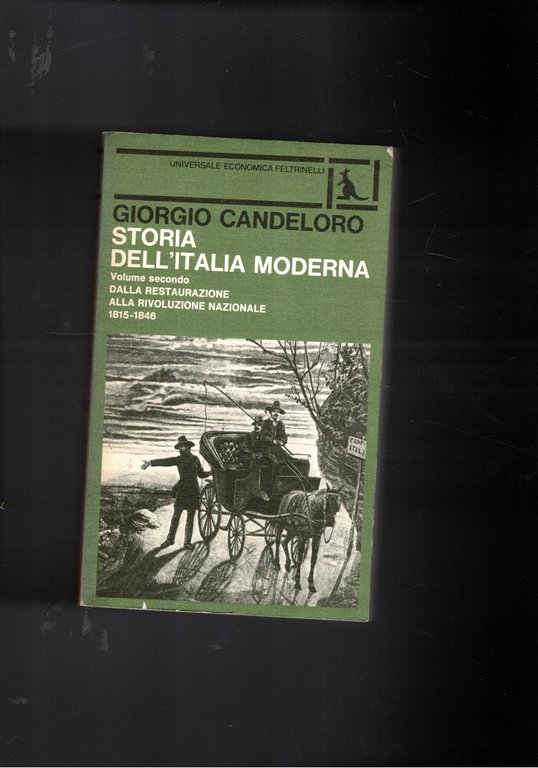 UNIVERSALE ECONOMICA FELTRINELLI
GIORGIO CANDELORO
STORIA
DELL'ITALIA MODERNA
Volume secondo
DALLA RESTAURAZIONE
ALLA RIVOLUZIONE NAZIONALE
1815-1846